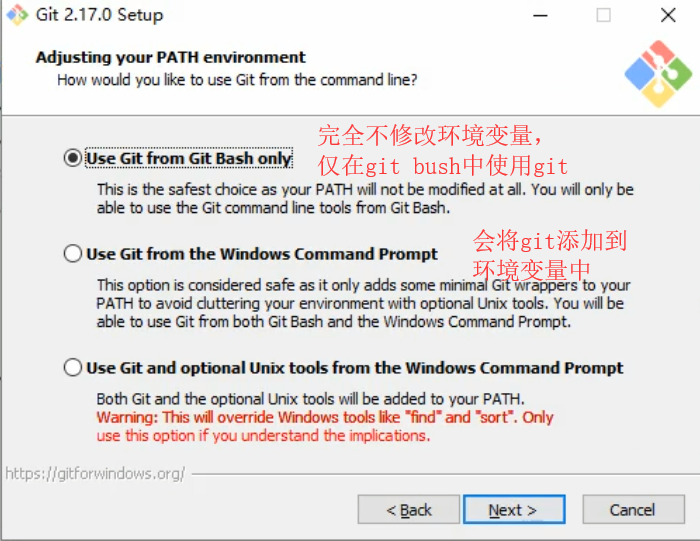 Git 2.17.0 Setup
Adjusting your PATH environment
How would you like to use Git from the command line?
Use Git from Git Bash only
完全不修改环境变量，
仅在git bush中使用git
This is the safest choice as your PATH will not be modified at all. You will only be
able to use the Git command line tools from Git Bash.
Use Git from the Windows Command Prompt
会将git添加到
环境变量中
This option is considered safe as it only adds some minimal Git wrappers to your
PATH to avoid cluttering your environment with optional Unix tools. You will be
able to use Git from both Git Bash and the Windows Command Prompt.
Use Git and optional Unix tools from the Windows Command Prompt
Both Git and the optional Unix tools will be added to your PATH.
Warning: This will override Windows tools like "find" and "sort". Only
use this option if you understand the implications.
https://gitforwindows.org/
< Back
Next >
Cancel